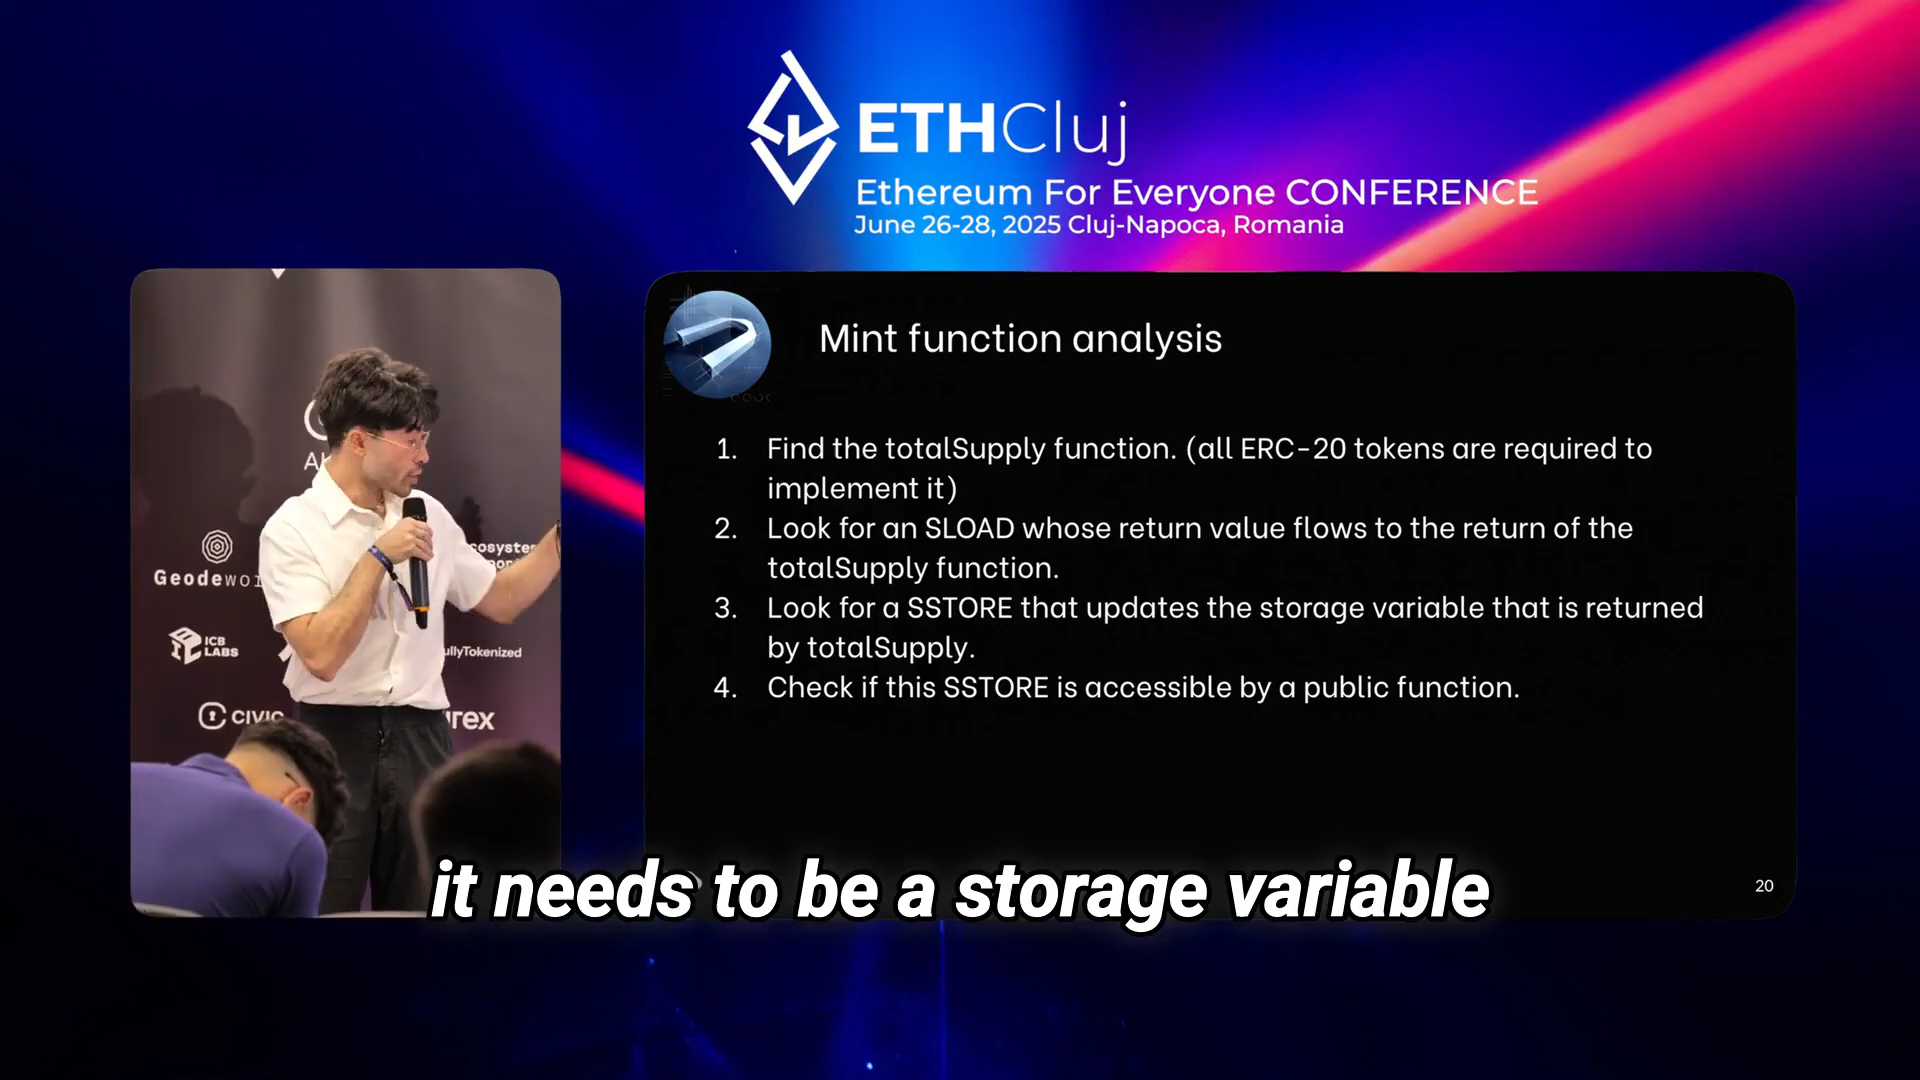 ETHCluj
Ethereum For Everyone CONFERENCE
June 26-28, 2025 Cluj-Napoca, Romania
Mint function analysis
1. Find the totalSupply function. (all ERC-20 tokens are required to
implement it)
2. Look for an SLOAD whose return value flows to the return of the
totalSupply function.
3. Look for a SSTORE that updates the storage variable that is returned
by totalSupply.
4. Check if this SSTORE is accessible by a public function.
20
Geodewo
ICB
LABS
ullyTokenized
CIVIC
rex
it needs to be a storage variable